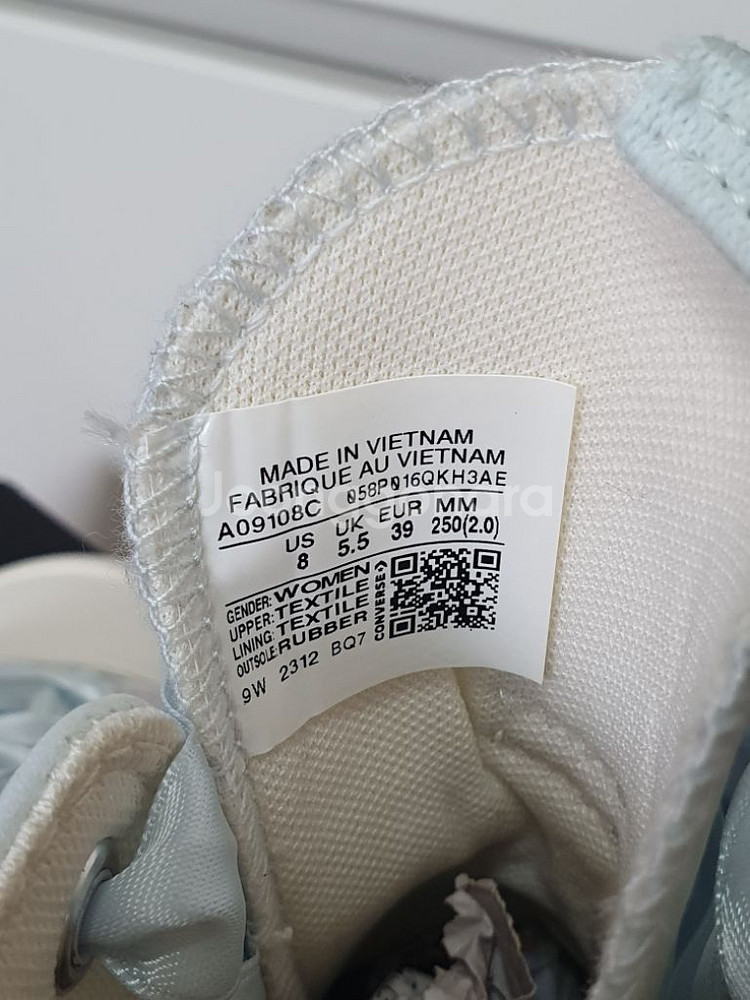 MADE IN VIETNAM
FABRIQUE AU VIETNAM
A09108C 058P016QKH3AE
US UK EUR MM
8 5.5 39 250(2.0)
GENDER: WOMEN
UPPER: TEXTILE
LINING: TEXTILE
OUTSOLE: RUBBER
CONVERSE
9W 2312 BQ7
Joonggonara